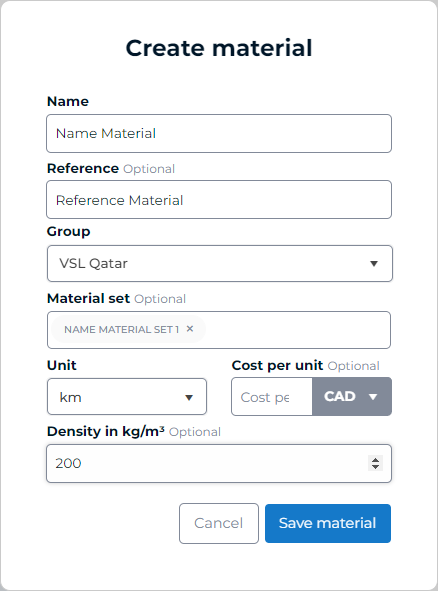 Create material
Name
Name Material
Reference Optional
Reference Material
Group
VSL Qatar
Material set Optional
NAME MATERIAL SET 1 ×
Unit
Cost per unit Optional
km
Cost pe
CAD
Density in kg/m³ Optional
200
Cancel
Save material